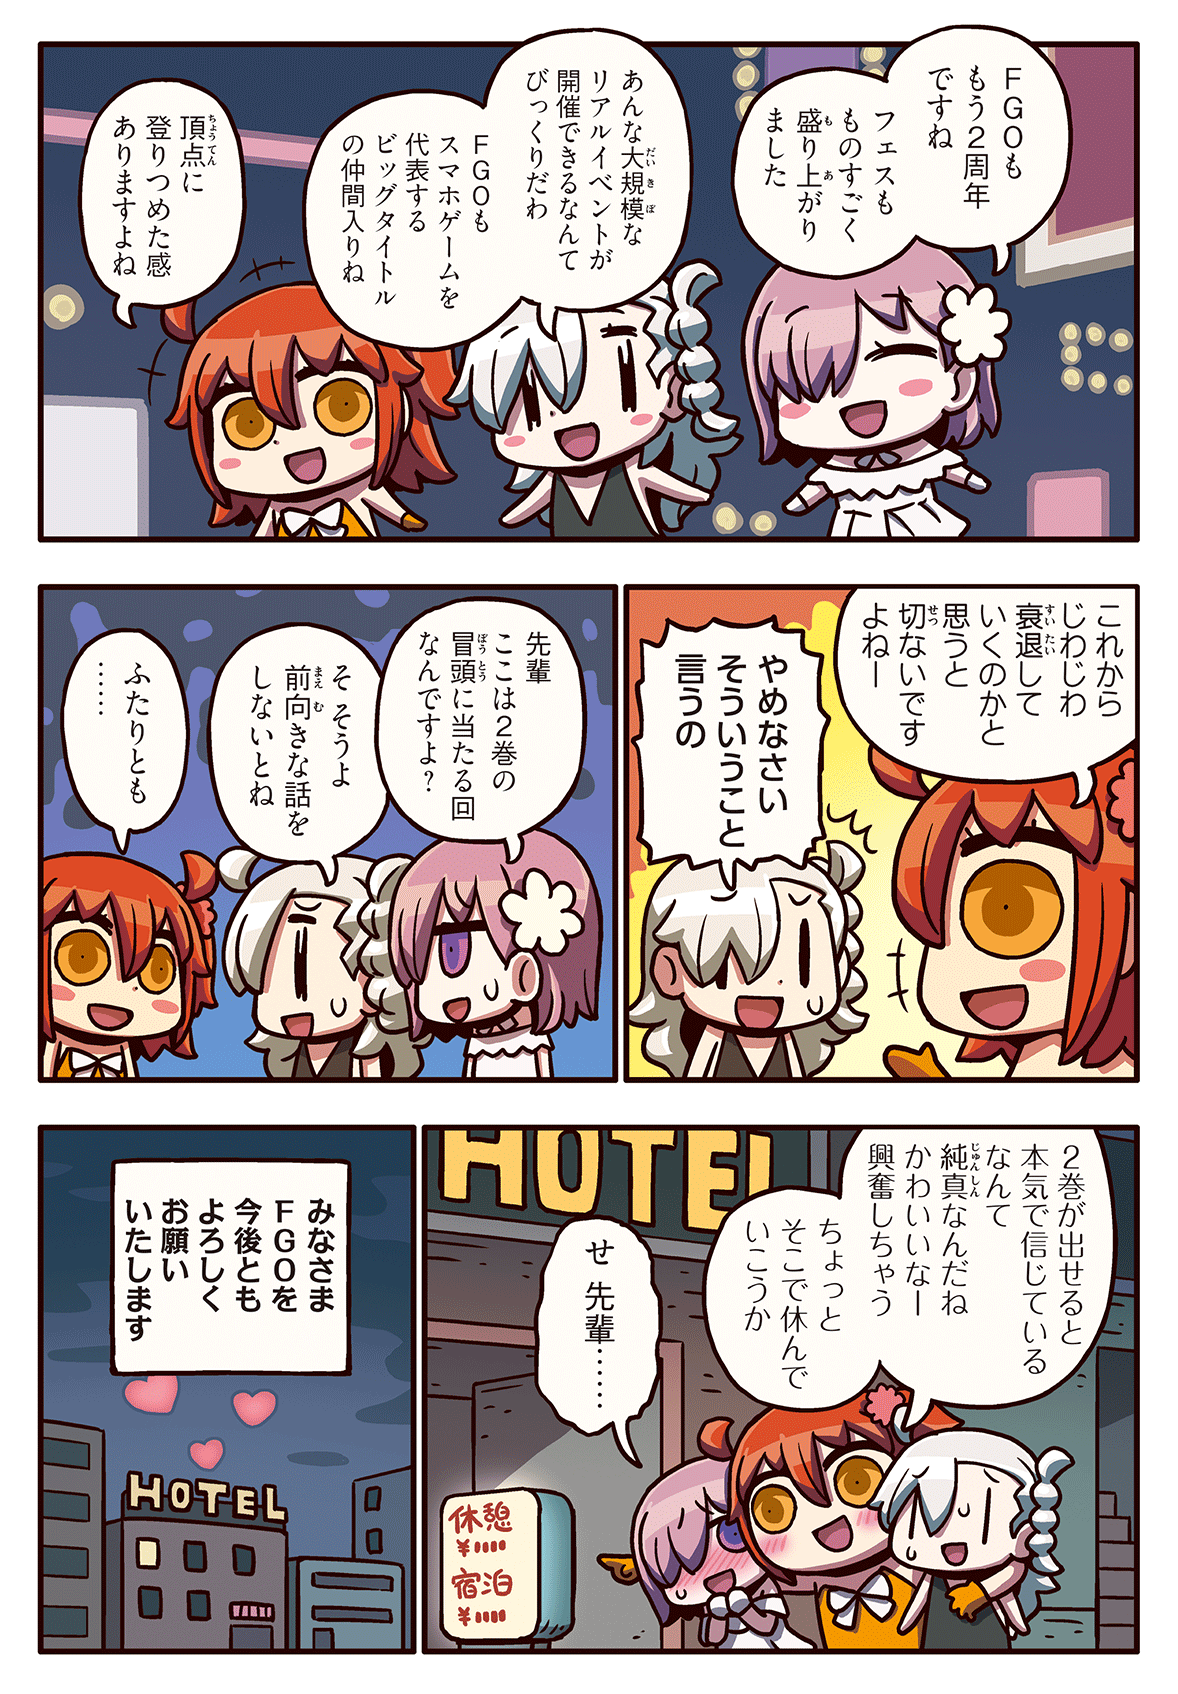 FGOも
もう2周年
ですね
フェスも
ものすごく
盛り上がり
ました
あんな大規模な
リアルイベントが
開催できるなんて
びっくりだわ
FGOも
スマホゲームを
代表する
ビッグタイトル
の仲間入りね
頂点に
登りつめた感
ありますよね
これから
じわじわ
衰退して
いくのかと
思うと
切ないです
よねー
やめなさい
そういうこと
言うの
先輩
ここは2巻の
冒頭に当たる回
なんですよ?
そ そうよ
前向きな話を
しないとね
ふたりとも
……
HOTEL
2巻が出せると
本気で信じている
なんて
純真なんだね
かわいいなー
興奮しちゃう
ちょっと
そこで休んで
いこうか
せ 先輩……
休憩
¥
宿泊
¥
みなさま
FGOを
今後とも
よろしく
お願い
いたします
HOTEL